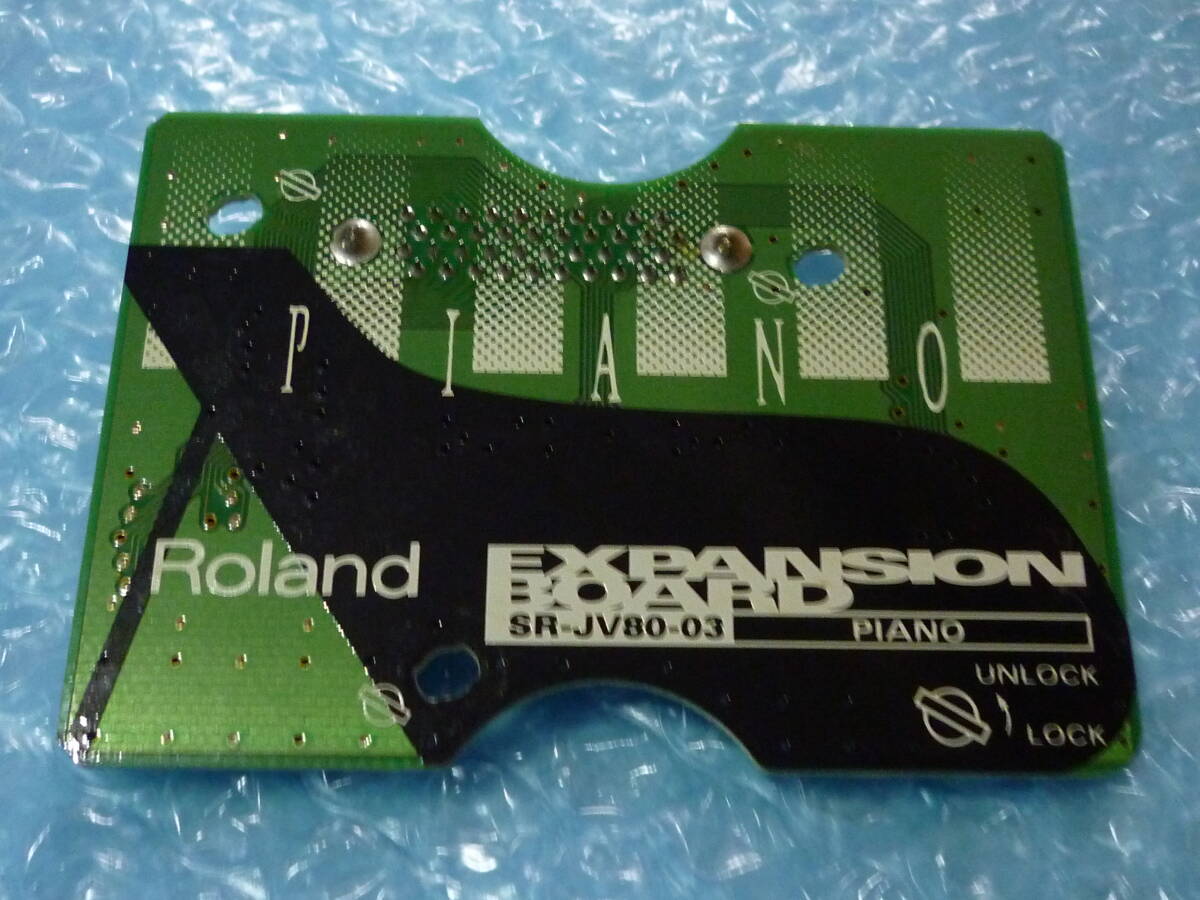 PIANO
Roland
EXPANSION
BOARD
SR-JV80-03
PIANO
UNLOCK
LOCK